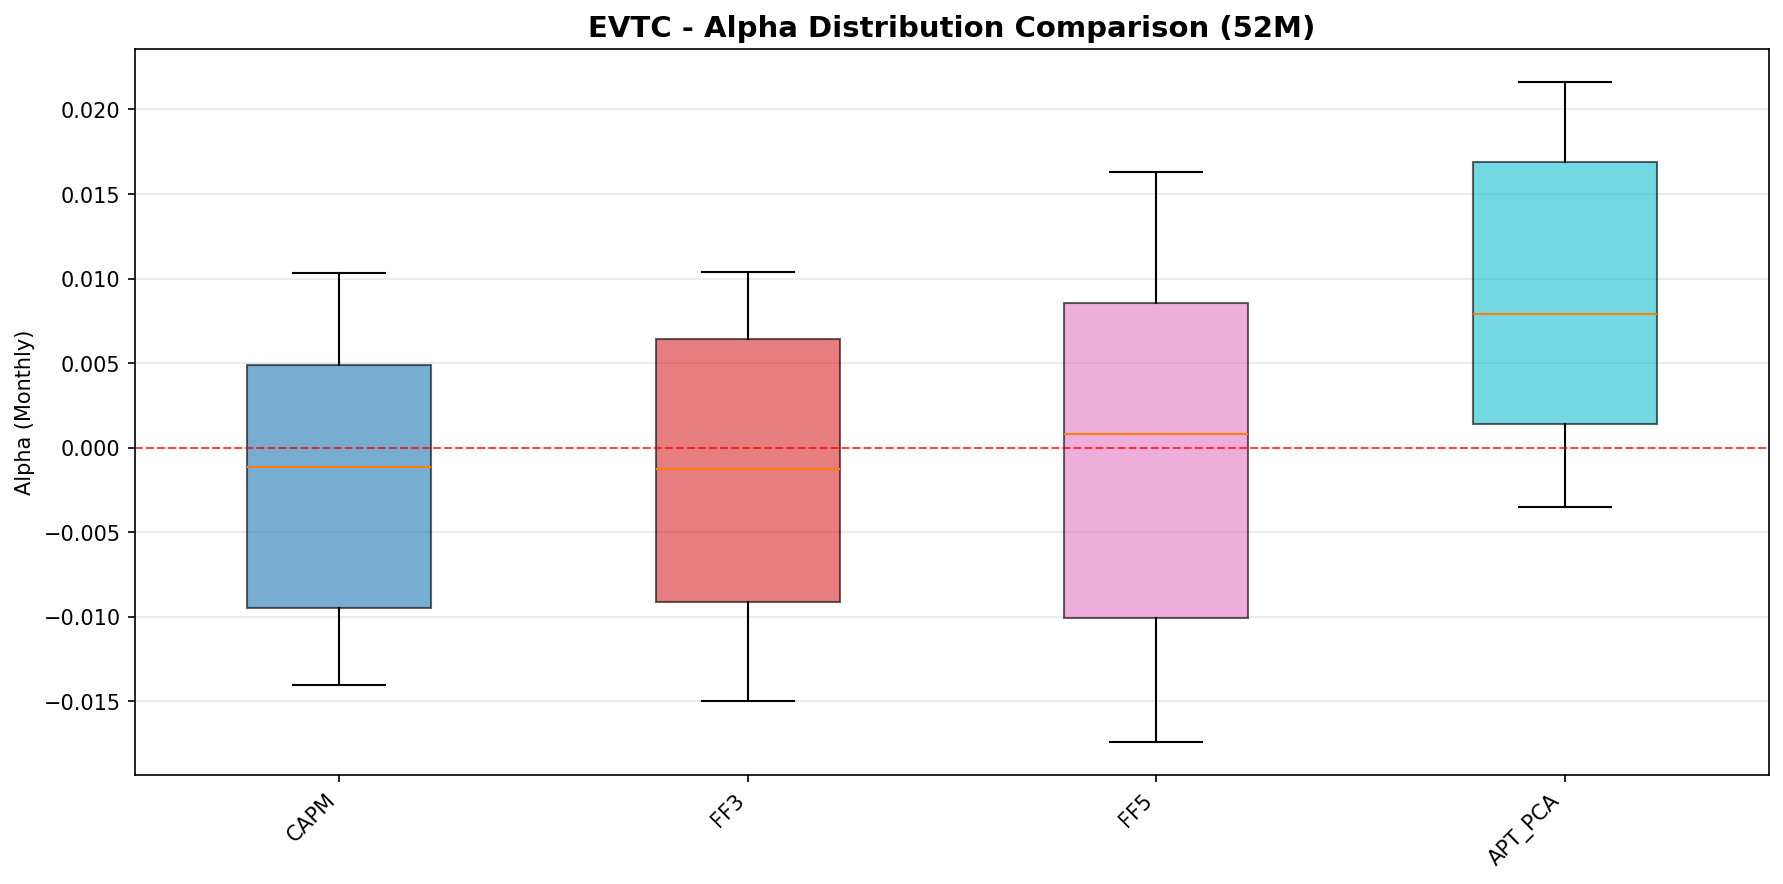 EVTC - Alpha Distribution Comparison (52M)
Alpha (Monthly)
0.020
0.015
0.010
0.005
0.000
−0.005
−0.010
−0.015
CAPM
FF3
FF5
APT_PCA